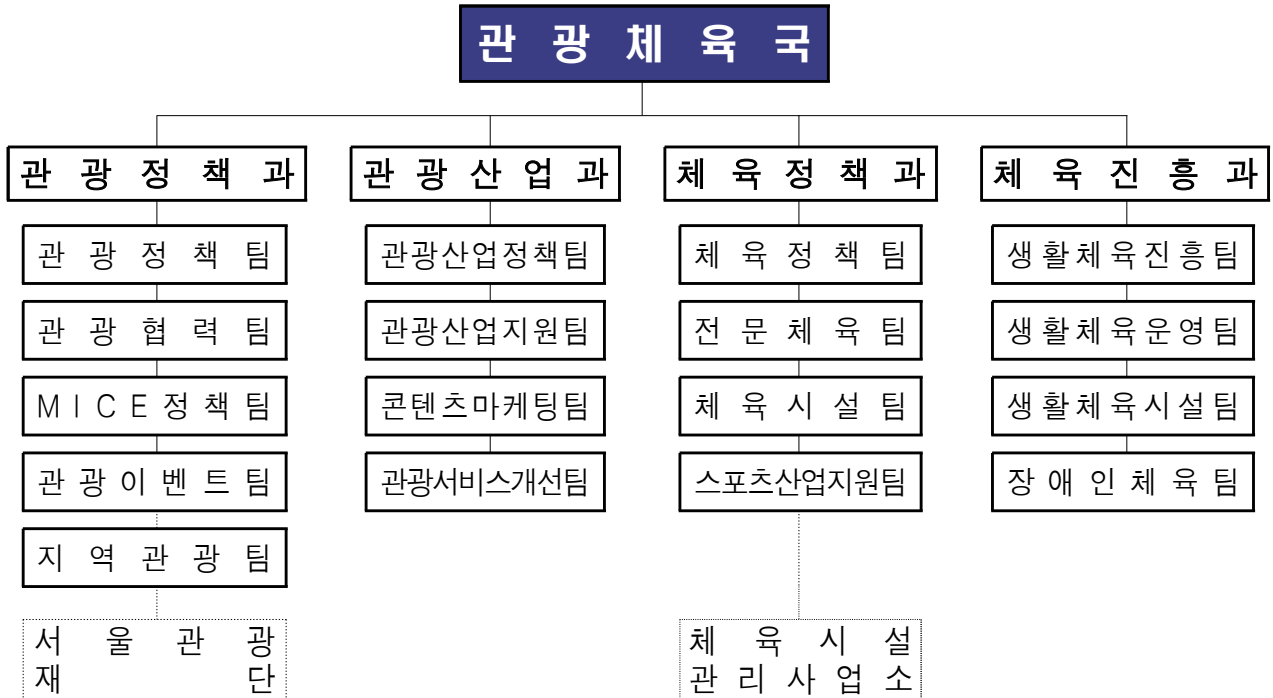 관광체육국
관광정책과
관광산업과
체육정책과
체육진흥과
관광정책팀
관광산업정책팀
체육정책팀
생활체육진흥팀
관광협력팀
관광산업지원팀
전문체육팀
생활체육운영팀
MICE정책팀
콘텐츠마케팅팀
체육시설팀
생활체육시설팀
관광이벤트팀
관광서비스개선팀
스포츠산업지원팀
장애인체육팀
지역관광팀
서울관광
재단
체육시설
관리사업소